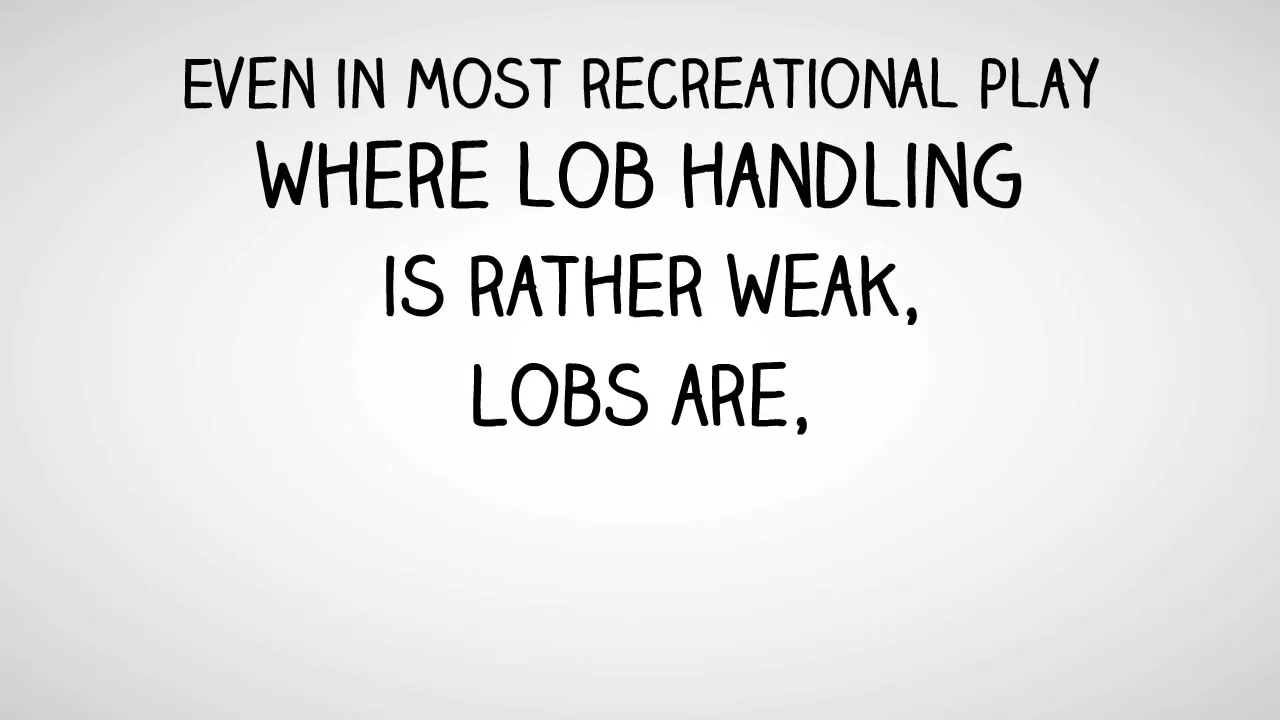 EVEN IN MOST RECREATIONAL PLAY
WHERE LOB HANDLING
IS RATHER WEAK,
LOBS ARE,